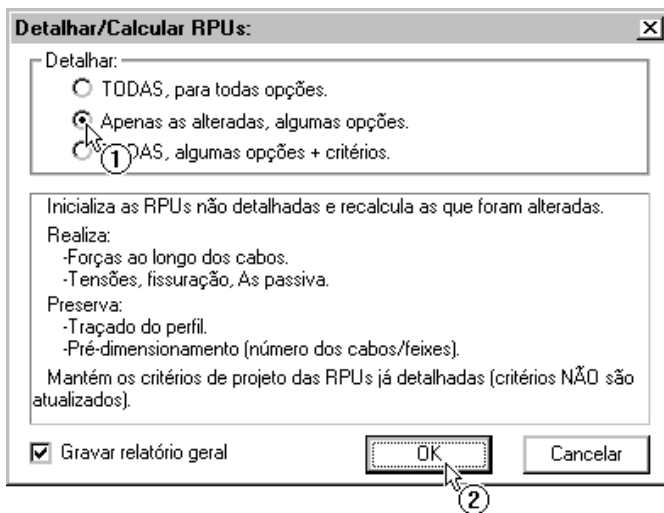 Detalhar/Calcular RPUs:
Detalhar:
TODAS, para todas opções.
Apenas as alteradas, algumas opções.
DAS, algumas opções + critérios.
1
Inicializa as RPUs não detalhadas e recalcula as que foram alteradas.
Realiza:
-Forças ao longo dos cabos.
-Tensões, fissuração, As passiva.
Preserva:
-Traçado do perfil.
-Pré-dimensionamento (número dos cabos/feixes).
Mantém os critérios de projeto das RPUs já detalhadas (critérios NÃO são
atualizados).
Gravar relatório geral
OK
Cancelar
2